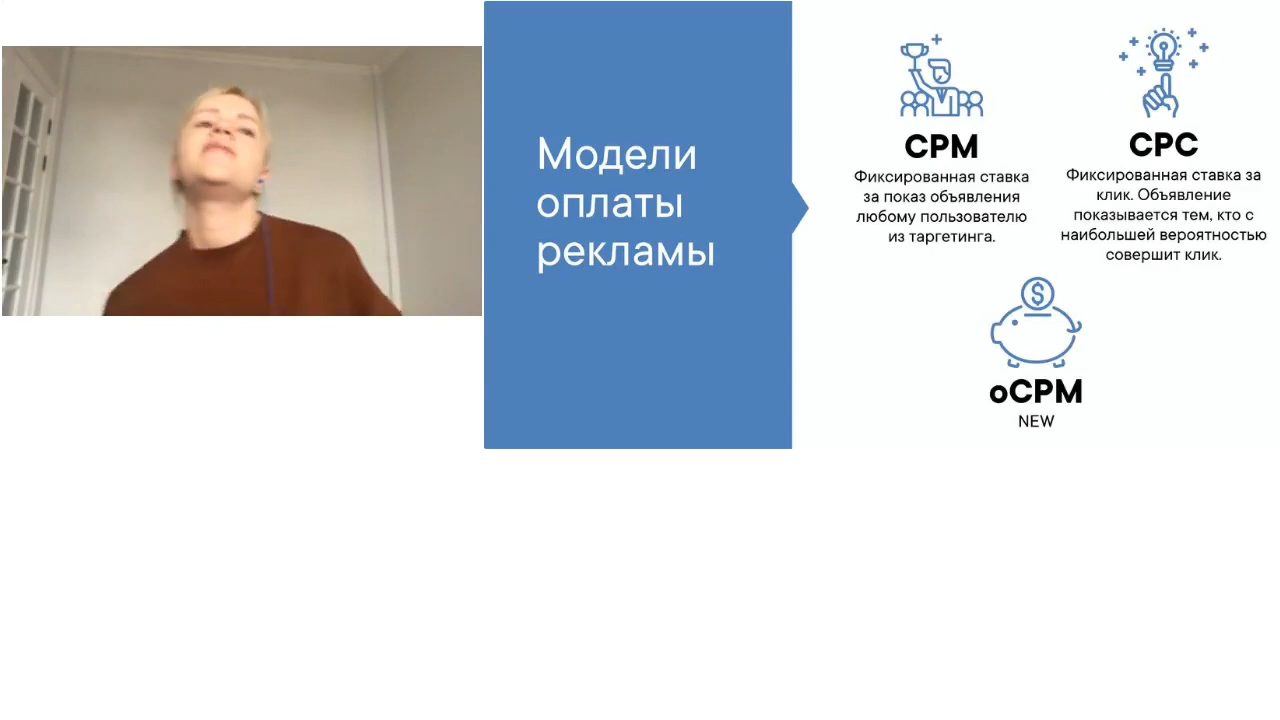 Модели
оплаты
рекламы
CPM
Фиксированная ставка
за показ объявления
любому пользователю
из таргетинга.
CPC
Фиксированная ставка за
клик. Объявление
показывается тем, кто с
наибольшей вероятностью
совершит клик.
$
oCPM
NEW